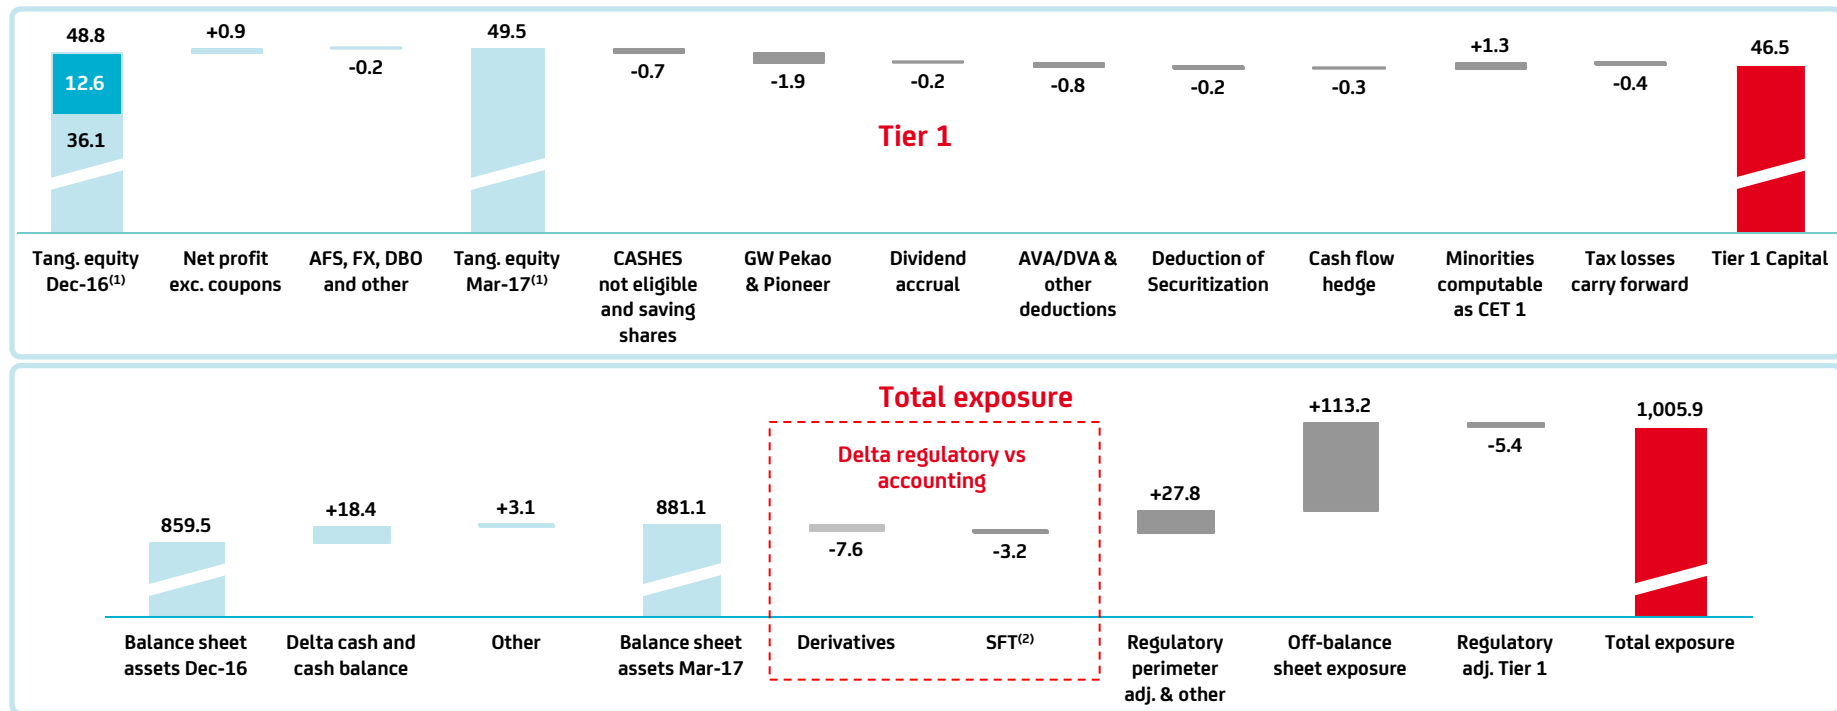 48.8
+0.9
-0.2
49.5
-0.7
-1.9
-0.2
-0.8
-0.2
-0.3
+1.3
-0.4
46.5
12.6
36.1
Tier 1
Tang. equity
Dec-16(1)
Net profit
exc. coupons
AFS, FX, DBO
and other
Tang. equity
Mar-17(1)
CASHES
not eligible
and saving
shares
GW Pekao
& Pioneer
Dividend
accrual
AVA/DVA &
other
deductions
Deduction of
Securitization
Cash flow
hedge
Minorities
computable
as CET 1
Tax losses
carry forward
Tier 1 Capital
Total exposure
Delta regulatory vs
accounting
859.5
+18.4
+3.1
881.1
-7.6
-3.2
+27.8
+113.2
-5.4
1,005.9
Balance sheet
assets Dec-16
Delta cash and
cash balance
Other
Balance sheet
assets Mar-17
Derivatives
SFT(2)
Regulatory
perimeter
adj. & other
Off-balance
sheet exposure
Regulatory
adj. Tier 1
Total exposure